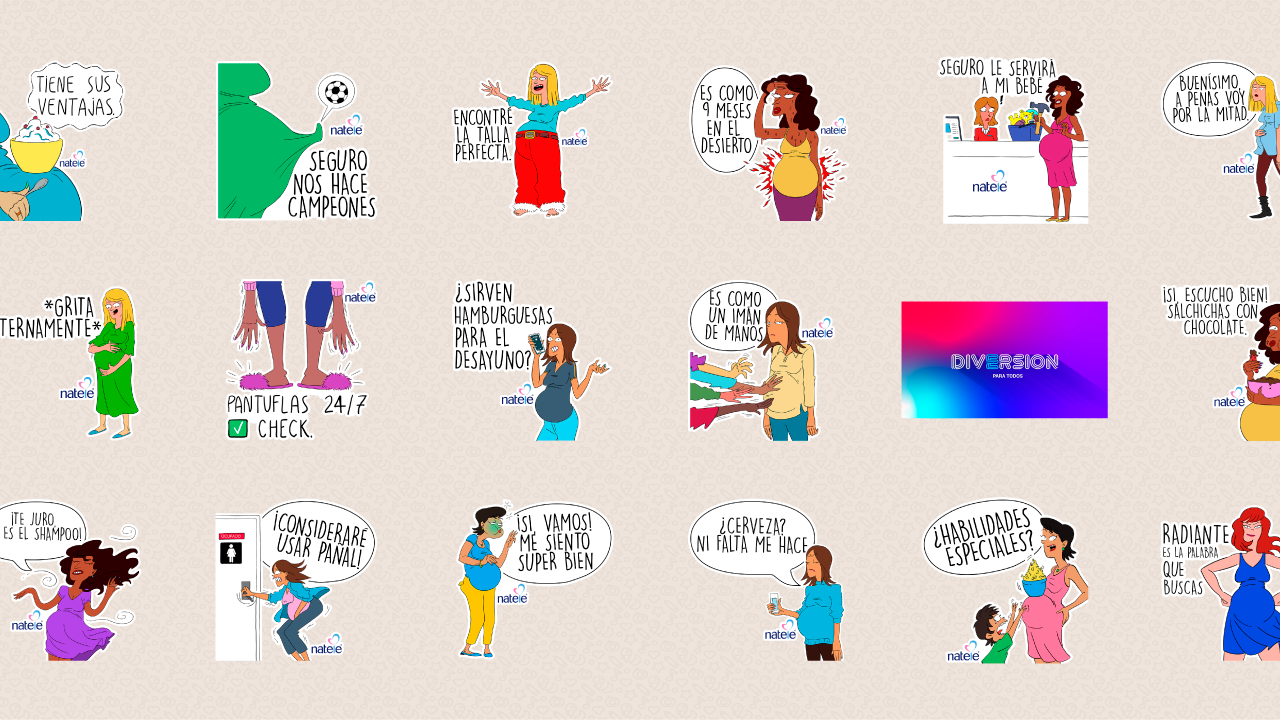 TIENE SUS
VENTAJAS.
natele
natele
SEGURO
NOS HACE
CAMPEONES
ENCONTRÉ
LA TALLA
PERFECTA.
natele
ES COMO
9 MESES
EN EL
DESIERTO
natele
SEGURO LE SERVIRÁ
A MI BEBÉ
natele
BUENÍSIMO,
A PENAS VOY
POR LA MITAD.
natele
*GRITA
TERNAMENTE*
natele
natele
PANTUFLAS 24/7
CHECK.
¿SIRVEN
HAMBURGUESAS
PARA EL
DESAYUNO?
natele
ES COMO
UN IMÁN
DE MANOS
natele
DIVERSION
PARA TODOS
¡SI, ESCUCHO BIEN!
SALCHICHAS CON
CHOCOLATE,
natele
¡TE JURO
ES EL SHAMPOO!
natele
OCUPADO
¡CONSIDERARÉ
USAR PAÑAL!
natele
¡SI, VAMOS!
ME SIENTO
SUPER BIEN
natele
¿CERVEZA?
NI FALTA ME HACE
natele
¿HABILIDADES
ESPECIALES?
natele
RADIANTE
ES LA PALABRA
QUE
BUSCAS
natele